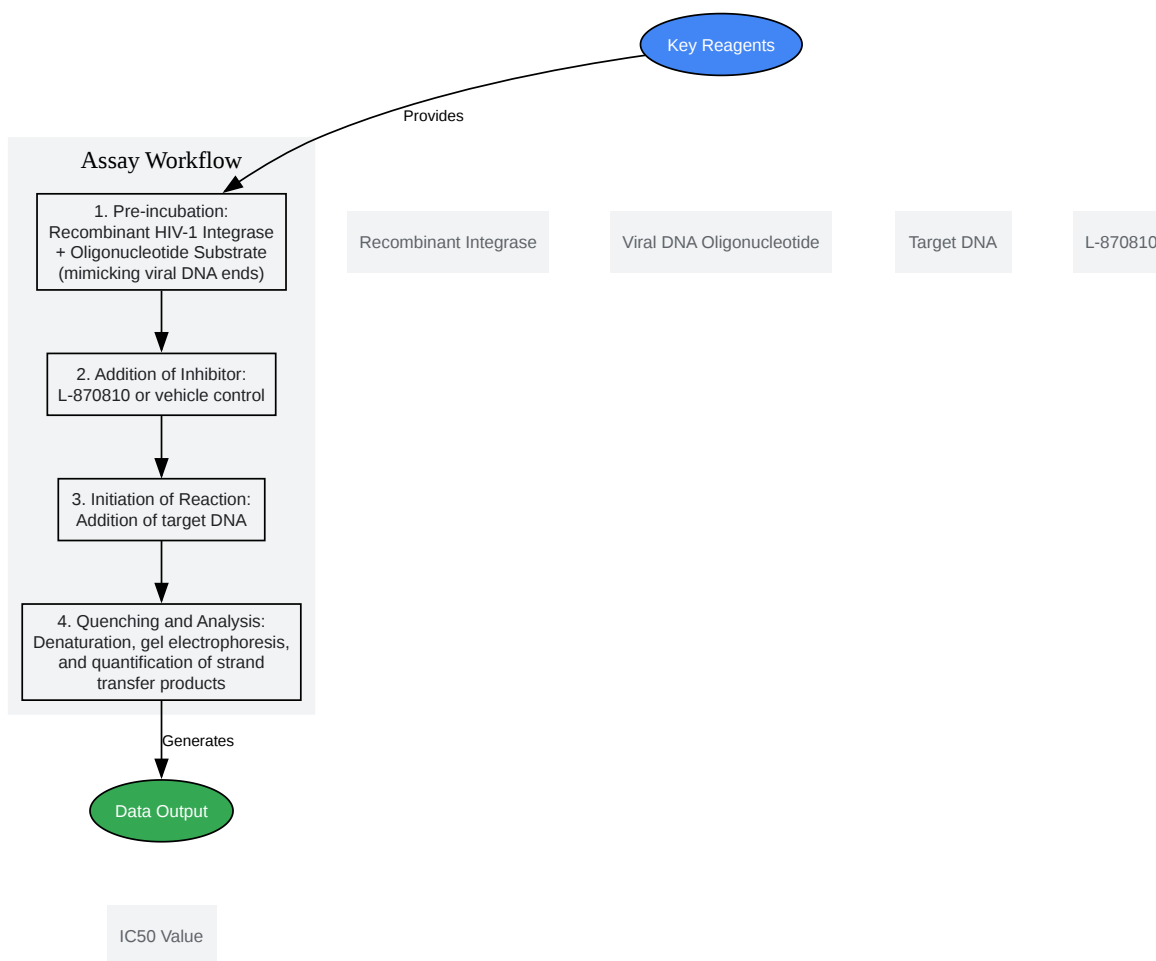 Key Reagents
Provides
Assay Workflow
1. Pre-incubation:
Recombinant HIV-1 Integrase
+ Oligonucleotide Substrate
(mimicking viral DNA ends)
Recombinant Integrase
Viral DNA Oligonucleotide
Target DNA
L-870810
2. Addition of Inhibitor:
L-870810 or vehicle control
3. Initiation of Reaction:
Addition of target DNA
4. Quenching and Analysis:
Denaturation, gel electrophoresis,
and quantification of strand
transfer products
Generates
Data Output
IC50 Value